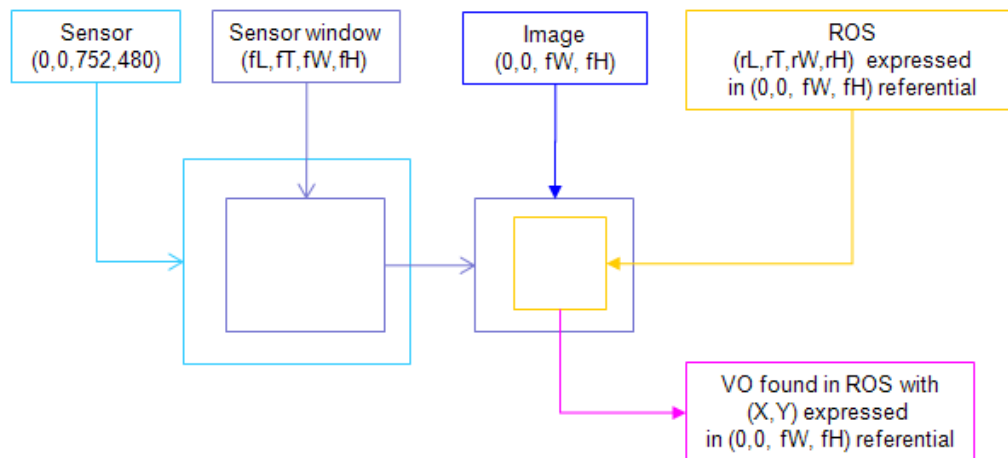 Sensor
(0,0,752,480)
Sensor window
(fL,fT,fW,fH)
Image
(0,0, fW, fH)
ROS
(rL,rT,rW,rH) expressed
in (0,0, fW, fH) referential
VO found in ROS with
(X,Y) expressed
in (0,0, fW, fH) referential